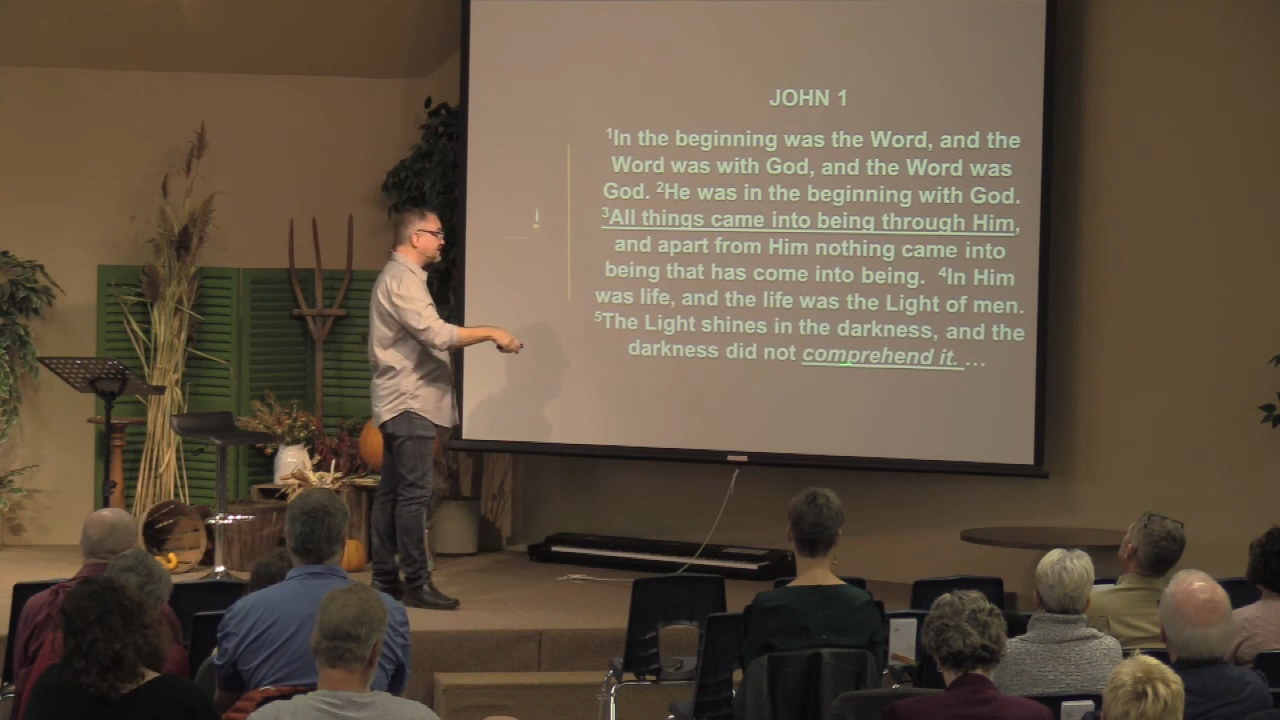 JOHN 1
¹In the beginning was the Word, and the
Word was with God, and the Word was
God. ²He was in the beginning with God.
³All things came into being through Him,
and apart from Him nothing came into
being that has come into being. ⁴In Him
was life, and the life was the Light of men.
⁵The Light shines in the darkness, and the
darkness did not comprehend it. …